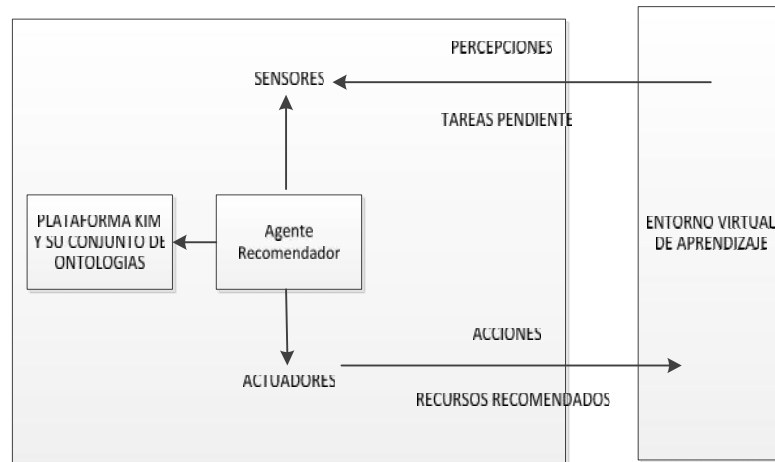 PERCEPCIONES
SENSORES
TAREAS PENDIENTE
PLATAFORMA KIM
Y SU CONJUNTO DE
ONTOLOGIAS
Agente
Recomendador
ENTORNO VIRTUAL
DE APRENDIZAJE
ACCIONES
ACTUADORES
RECURSOS RECOMENDADOS